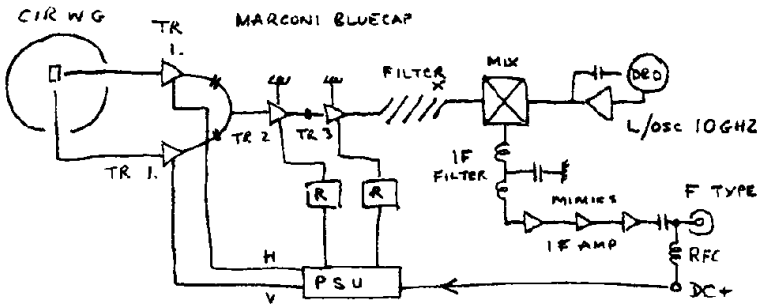 CIR WG
TR
1.
MARCONI BLUECAP
FILTER
X
MIX
DRO
L/OSC 10GHZ
TR 2
TR 3
TR 1.
IF
FILTER
R
R
MIMICS
F TYPE
IF AMP
RFC
H
V
PSU
DC+